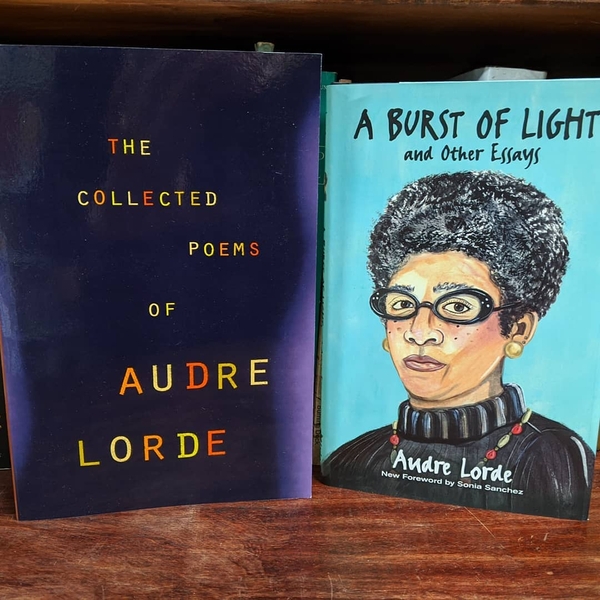 THE
COLLECTED
POEMS
OF
AUDRE
LORDE
A BURST OF LIGHT
and Other Essays
Audre Lorde
New Foreword by Sonia Sanchez